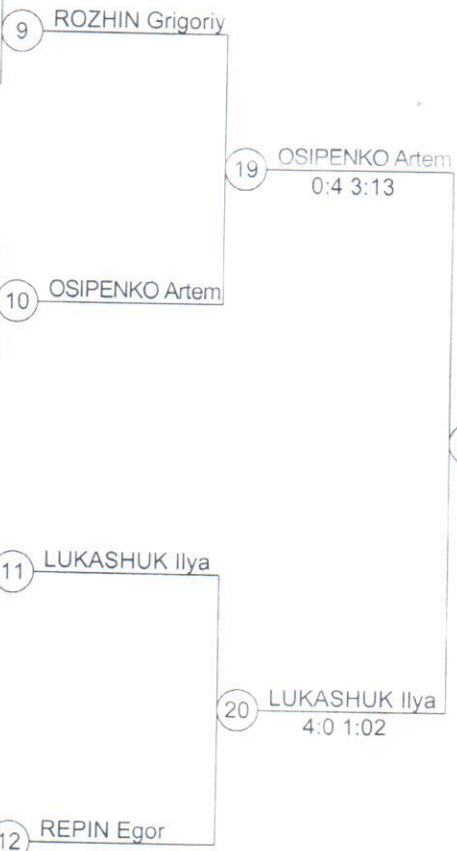 9 ROZHIN Grigoriy
19 OSIPENKO Artem
0:4 3:13
10 OSIPENKO Artem
11 LUKASHUK Ilya
20 LUKASHUK Ilya
4:0 1:02
12 REPIN Egor